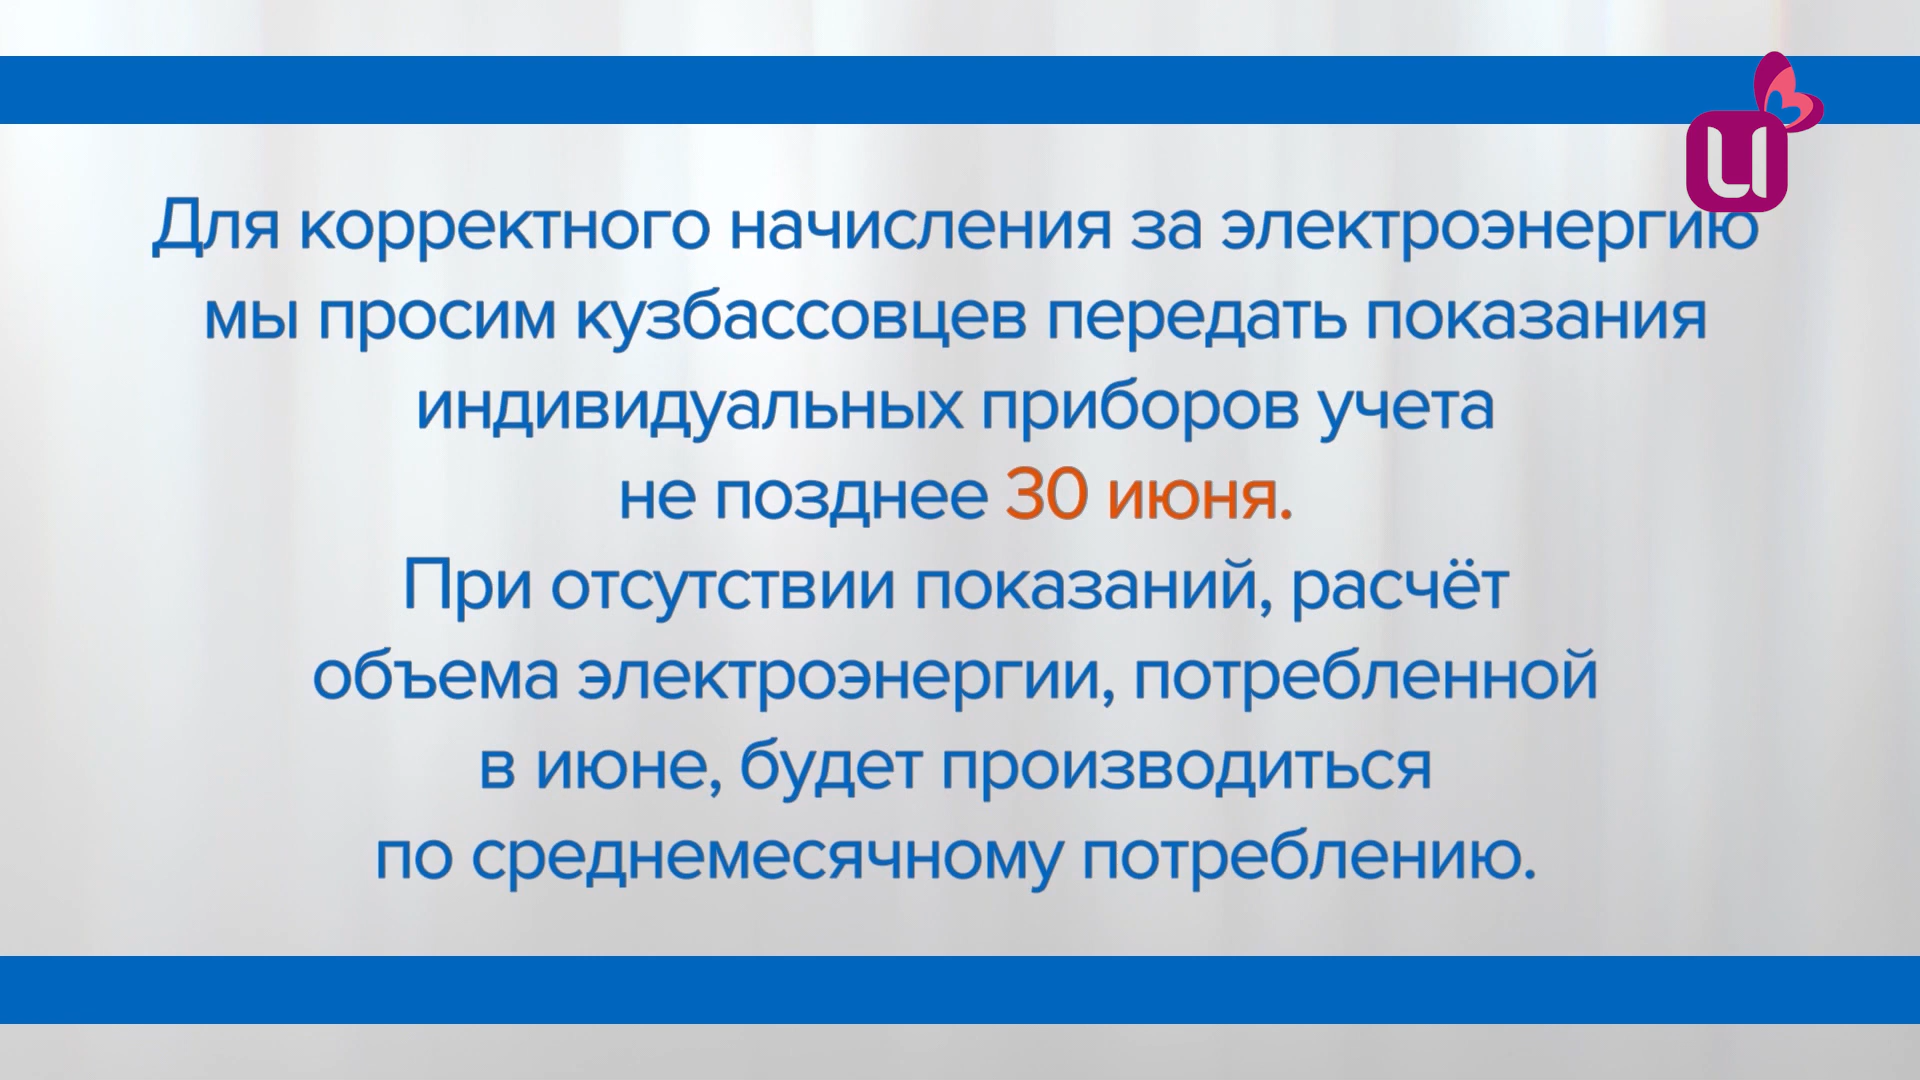 Для корректного начисления за электроэнергию
мы просим кузбассовцев передать показания
индивидуальных приборов учета
не позднее 30 июня.
При отсутствии показаний, расчёт
объема электроэнергии, потребленной
в июне, будет производиться
по среднемесячному потреблению.